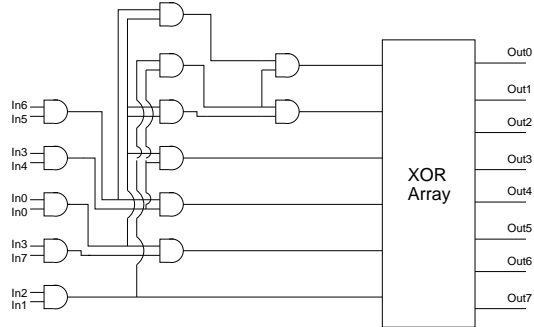 Out0
Out1
In6
In5
Out2
In3
In4
Out3
XOR
Array
Out4
In0
In0
Out5
In3
In7
Out6
In2
In1
Out7